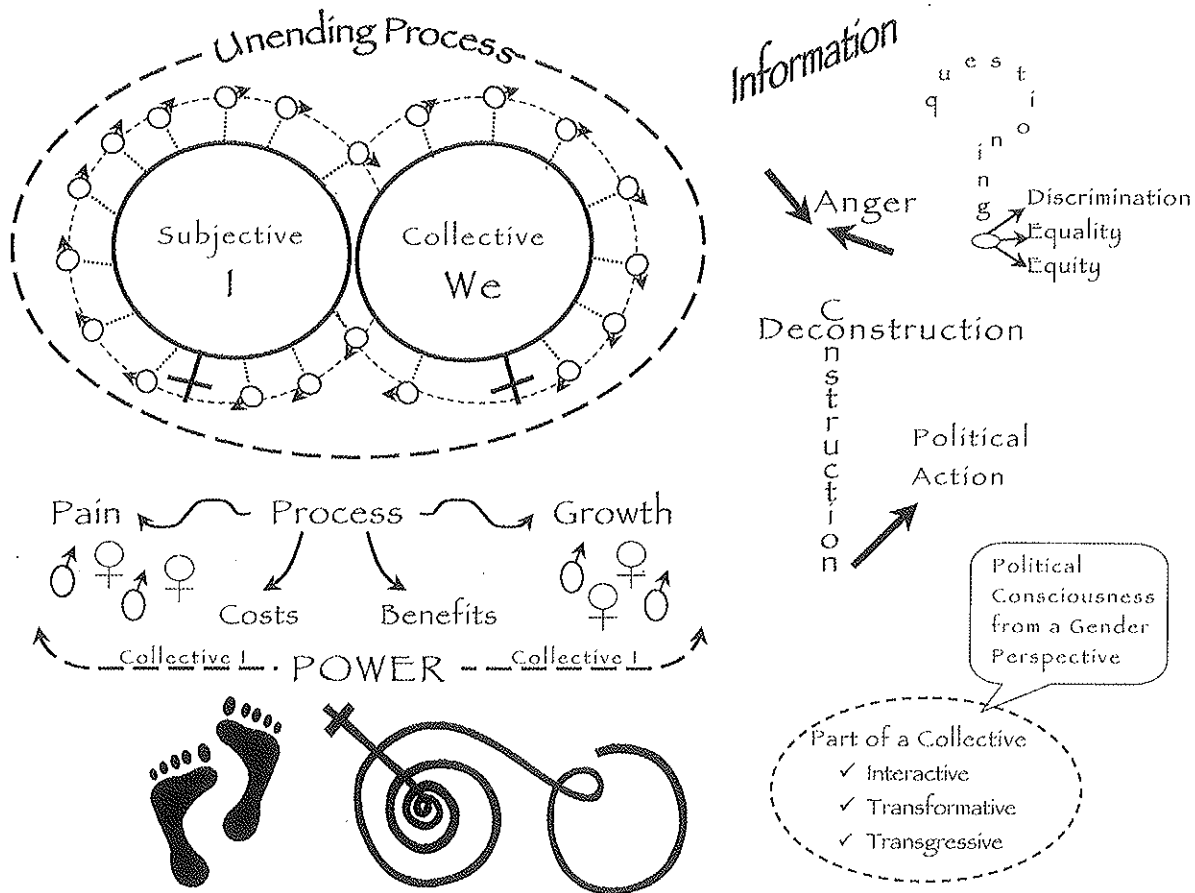 Unending Process
Subjective
I
Collective
We
Pain
Process
Growth
Costs
Benefits
Collective I
POWER
Collective I
Information
questioning
Anger
Discrimination
Equality
Equity
Deconstruction
Construction
Political
Action
Political
Consciousness
from a Gender
Perspective
Part of a Collective
✓ Interactive
✓ Transformative
✓ Transgressive